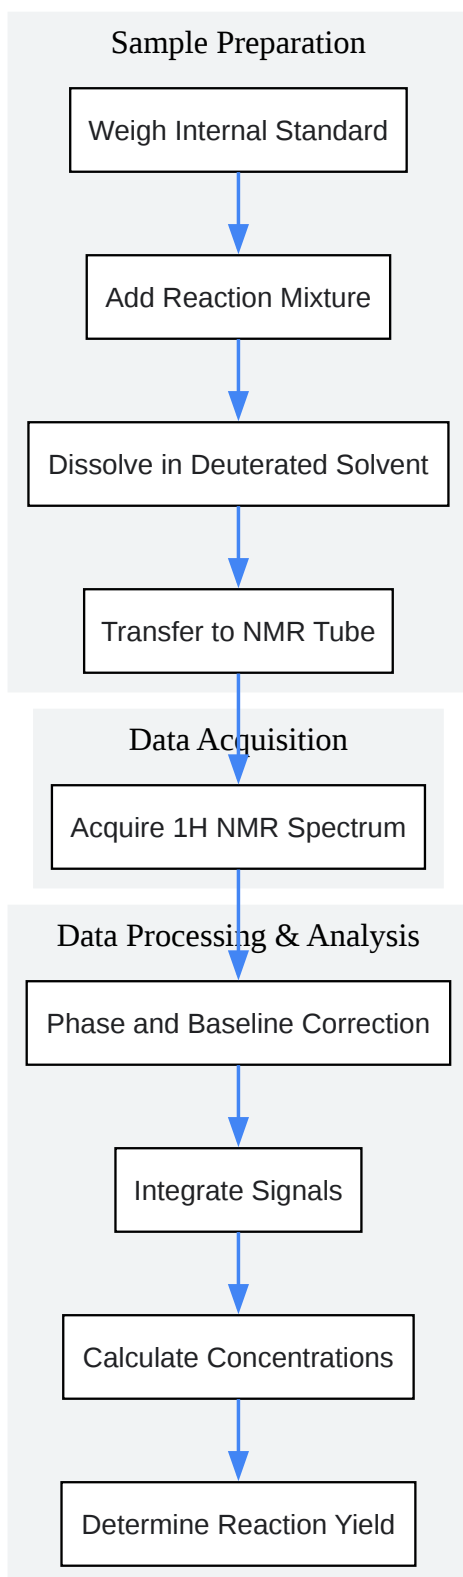 Sample Preparation
Weigh Internal Standard
Add Reaction Mixture
Dissolve in Deuterated Solvent
Transfer to NMR Tube
Data Acquisition
Acquire 1H NMR Spectrum
Data Processing & Analysis
Phase and Baseline Correction
Integrate Signals
Calculate Concentrations
Determine Reaction Yield